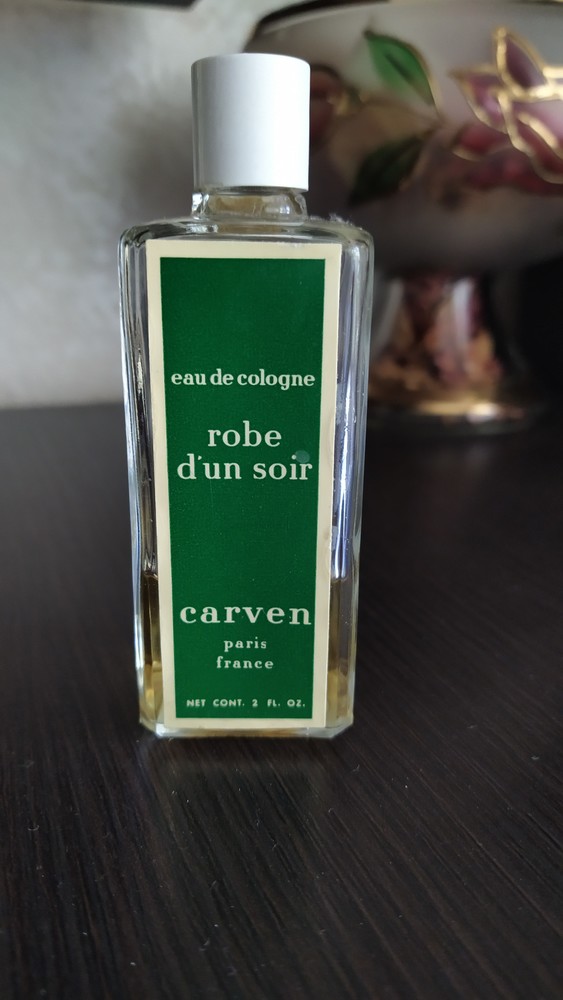 eau de cologne
robe
d'un soir
carven
paris
france
NET CONT. 2 FL. OZ.